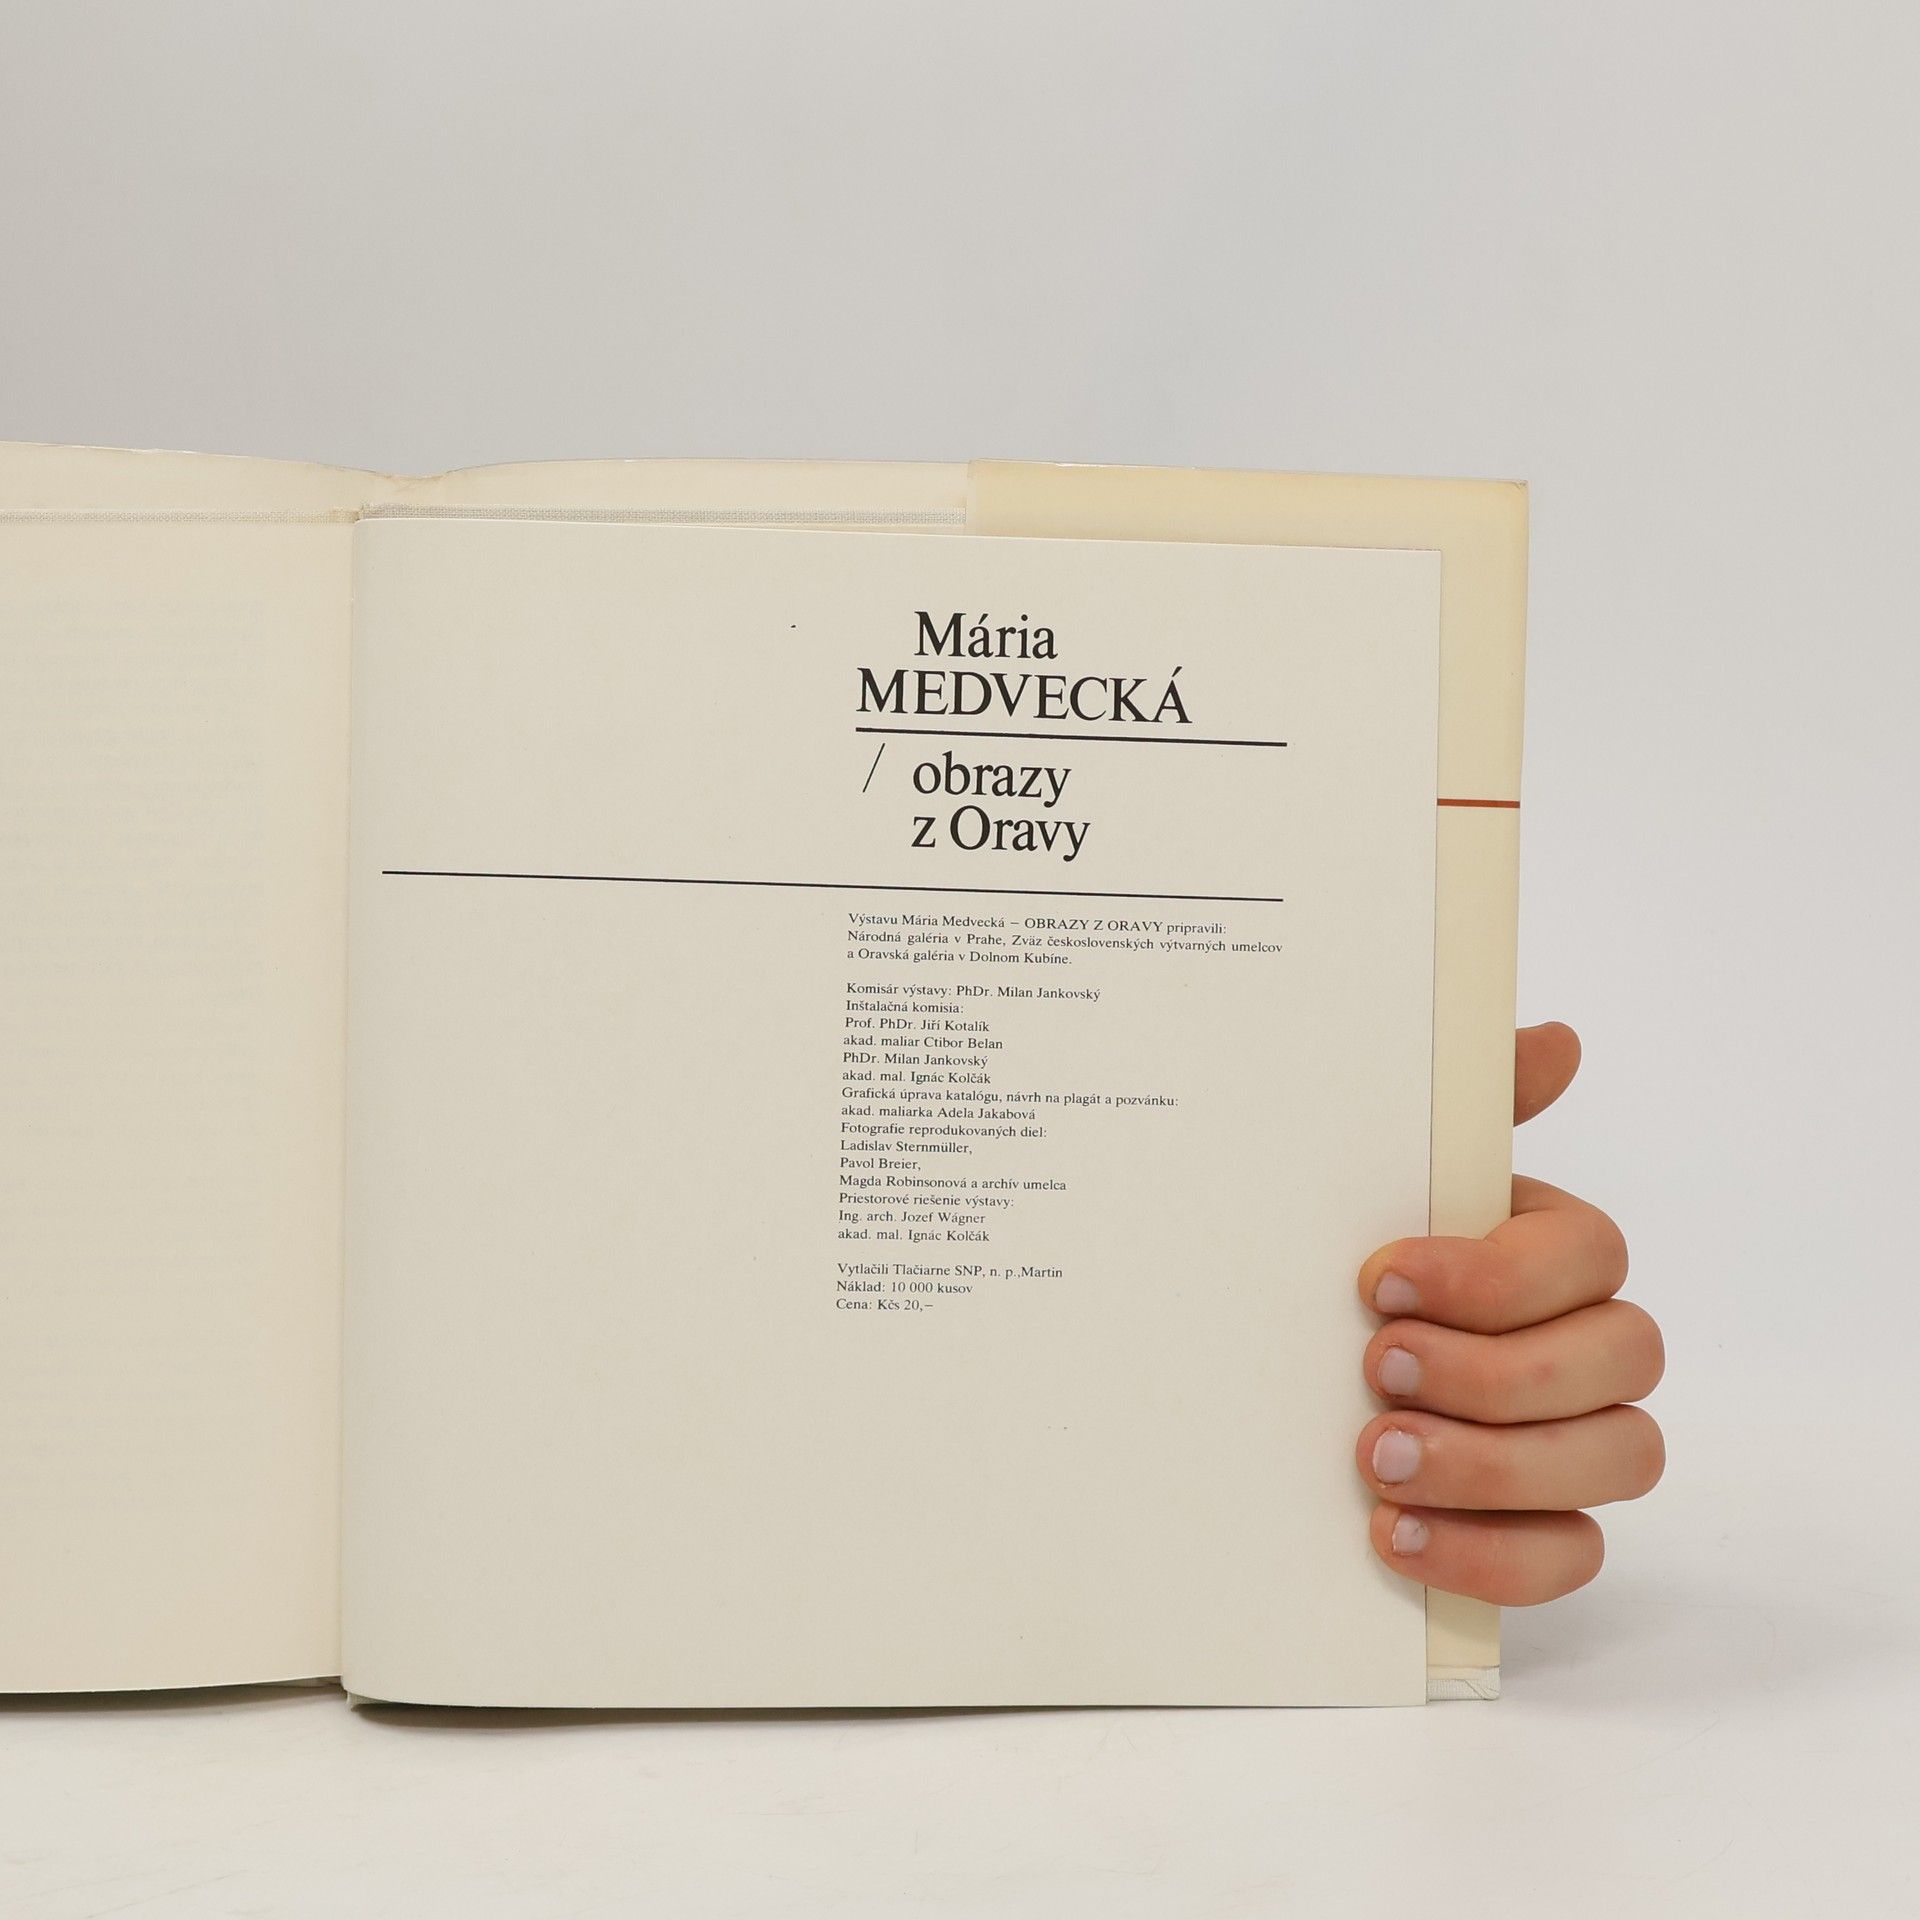 Mária
MEDVECKÁ
/ obrazy
z Oravy
Výstavu Mária Medvecká – OBRAZY Z ORAVY pripravili:
Národná galéria v Prahe, Zväz československých výtvarných umelcov
a Oravská galéria v Dolnom Kubíne.
Komisár výstavy: PhDr. Milan Jankovský
Inštalačná komisia:
Prof. PhDr. Jiří Kotalík
akad. maliar Ctibor Belan
PhDr. Milan Jankovský
akad. mal. Ignác Kolčák
Grafická úprava katalógu, návrh na plagát a pozvánku:
akad. maliarka Adela Jakabová
Fotografie reprodukovaných diel:
Ladislav Sternmüller,
Pavol Breier,
Magda Robinsonová a archív umelca
Priestorové riešenie výstavy:
Ing. arch. Jozef Wágner
akad. mal. Ignác Kolčák
Vytlačili Tlačiarne SNP, n. p.,Martin
Náklad: 10 000 kusov
Cena: Kčs 20,–